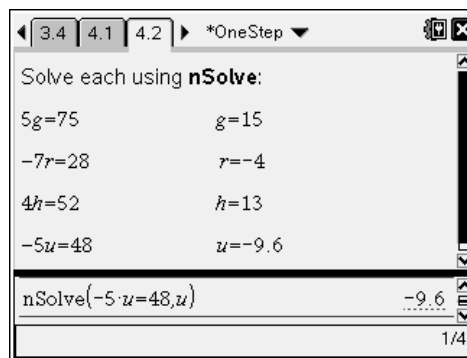 3.4 4.1 4.2 *OneStep
Solve each using nSolve:
5g=75 g=15
-7r=28 r=-4
4h=52 h=13
-5u=48 u=-9.6
nSolve(-5·u=48,u) -9.6
1/4